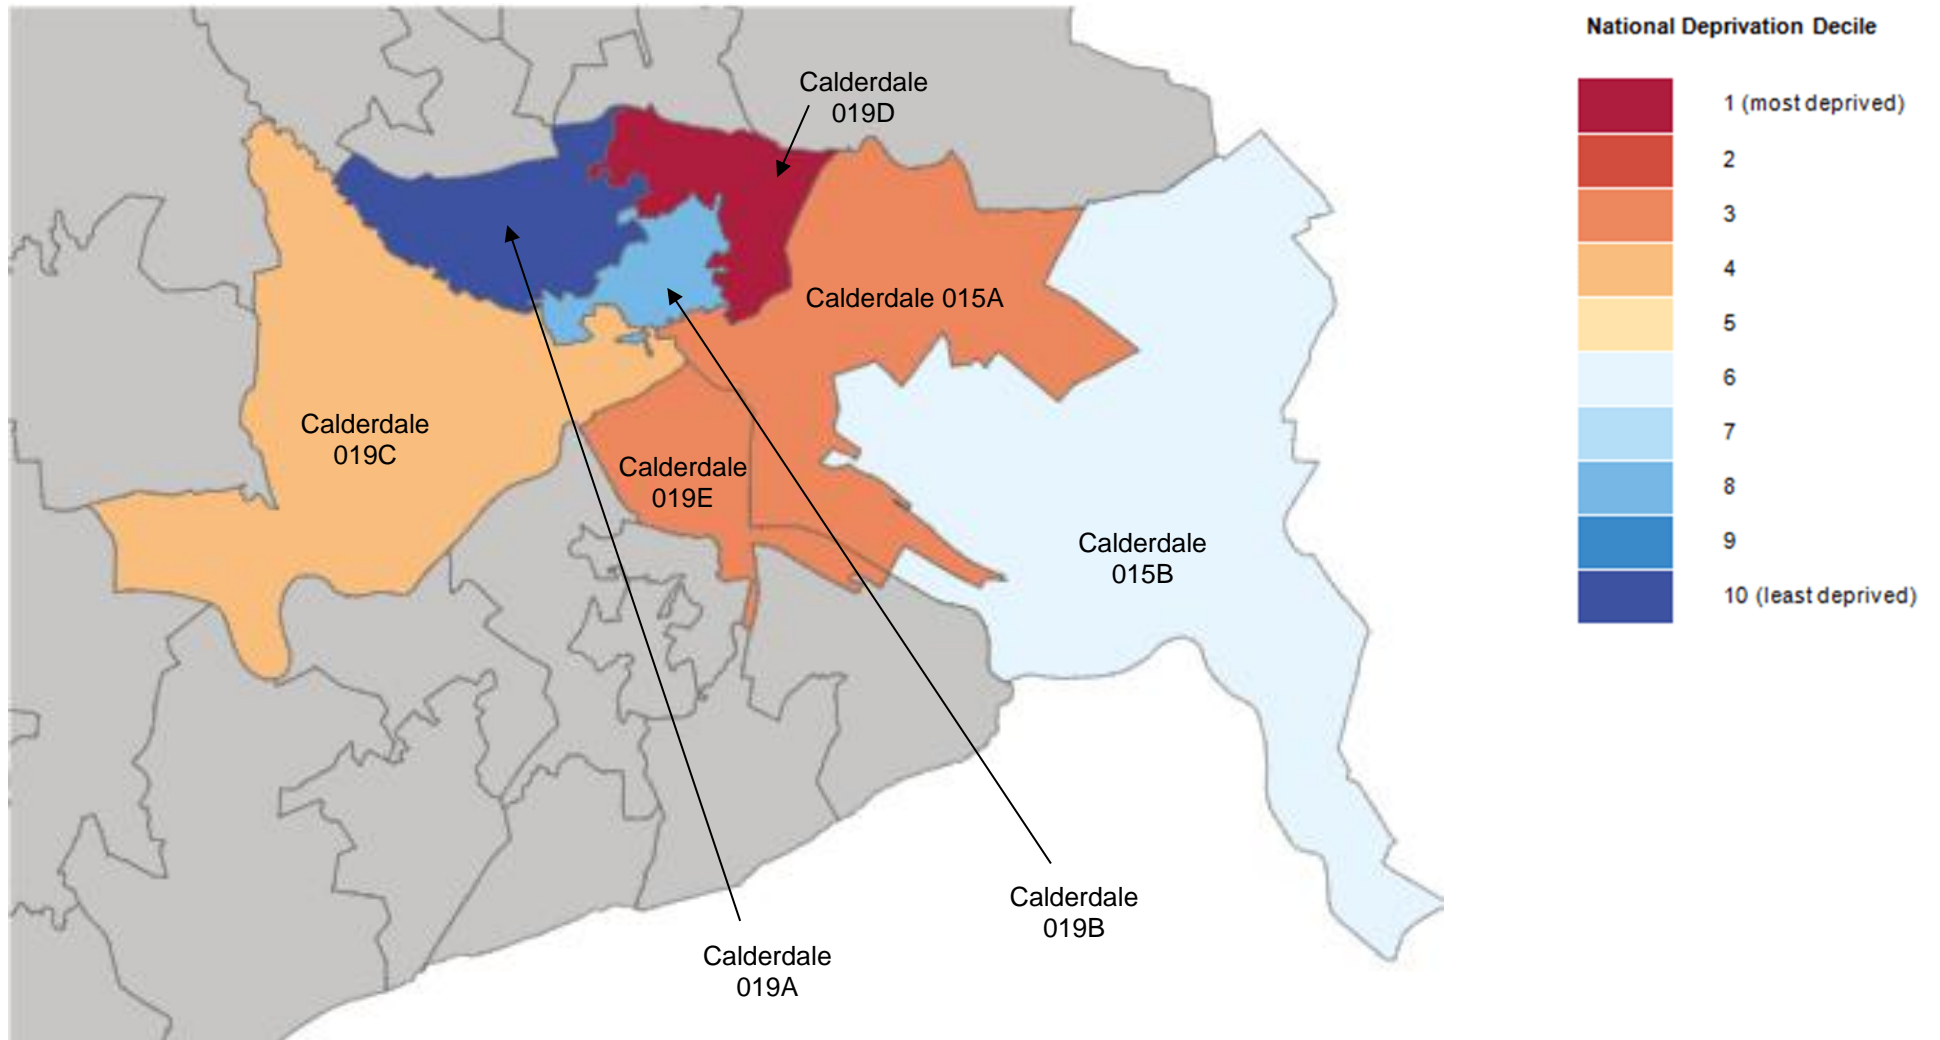 National Deprivation Decile
1 (most deprived)
2
3
4
5
6
7
8
9
10 (least deprived)
Calderdale
019D
Calderdale 015A
Calderdale
019C
Calderdale
019E
Calderdale
015B
Calderdale
019B
Calderdale
019A